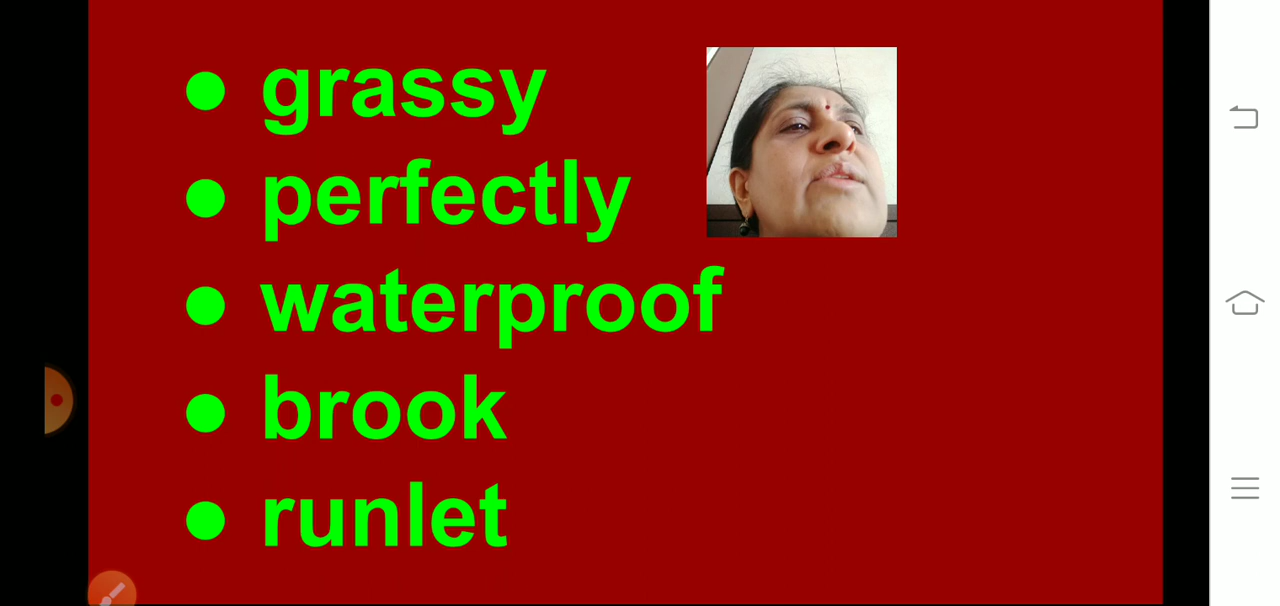 ● grassy
● perfectly
● waterproof
● brook
● runlet